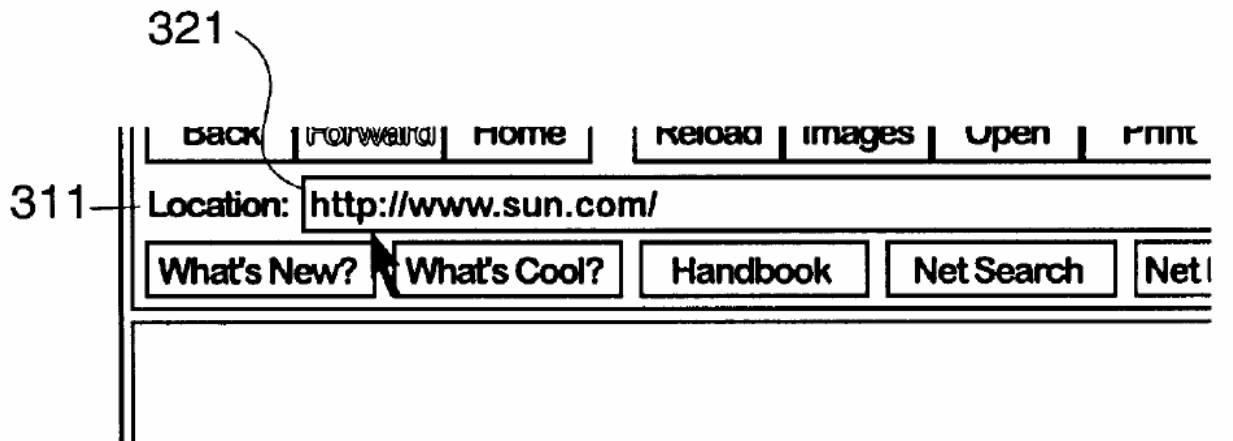 321
Back Forward Home Reload Images Open Print
311 Location: http://www.sun.com/
What's New? What's Cool? Handbook Net Search Net